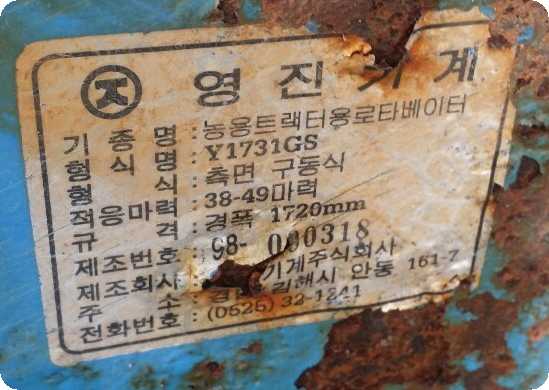 영진기계
기종명 : 농용트랙터용로타베이터
형식명 : Y1731GS
형식 : 측면 구동식
적응마력 : 38-49마력
규격 : 경폭 1720mm
제조번호 : 98- 000318
제조회사 : 기계주식회사
주소 : 김해시 안동 161-7
전화번호 : (0525) 32-1241